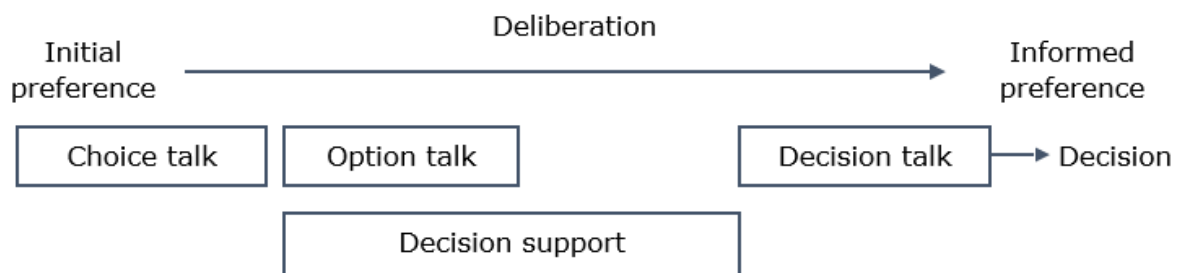 Deliberation
Initial
preference
Informed
preference
Choice talk
Option talk
Decision talk
Decision
Decision support